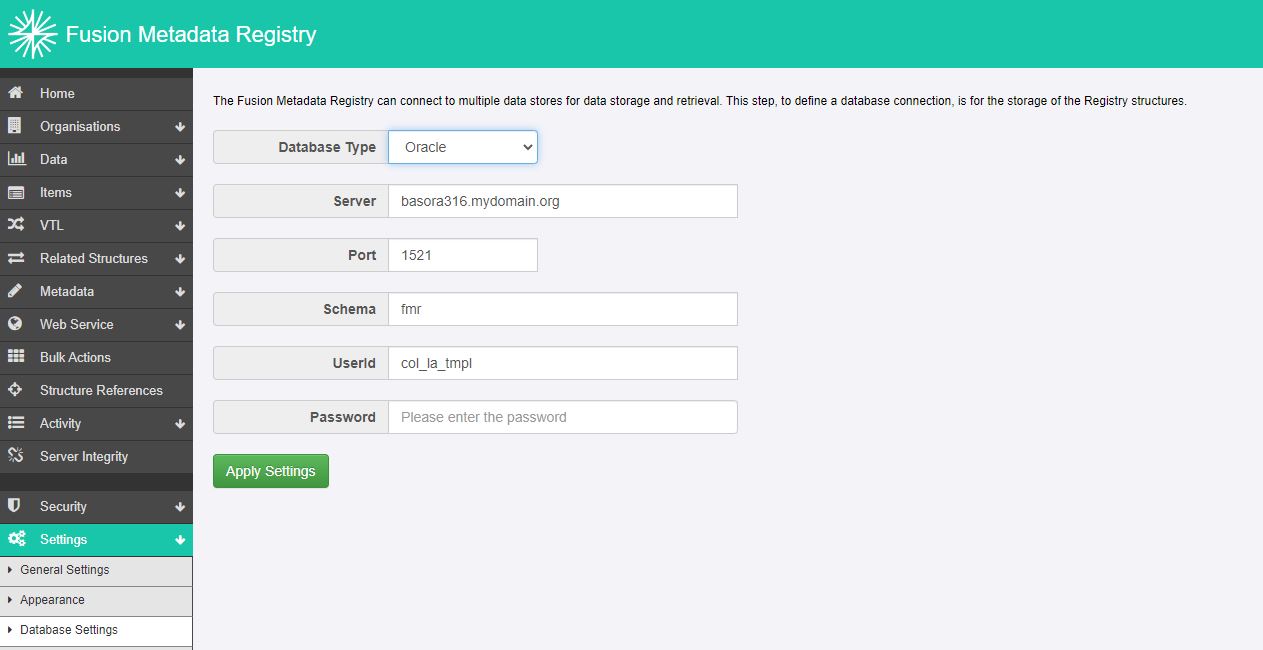 Fusion Metadata Registry
Home
Organisations
Data
Items
VTL
Related Structures
Metadata
Web Service
Bulk Actions
Structure References
Activity
Server Integrity
Security
Settings
General Settings
Appearance
Database Settings
The Fusion Metadata Registry can connect to multiple data stores for data storage and retrieval. This step, to define a database connection, is for the storage of the Registry structures.
Database Type Oracle
Server basora316.mydomain.org
Port 1521
Schema fmr
UserId col_la_tmpl
Password Please enter the password
Apply Settings